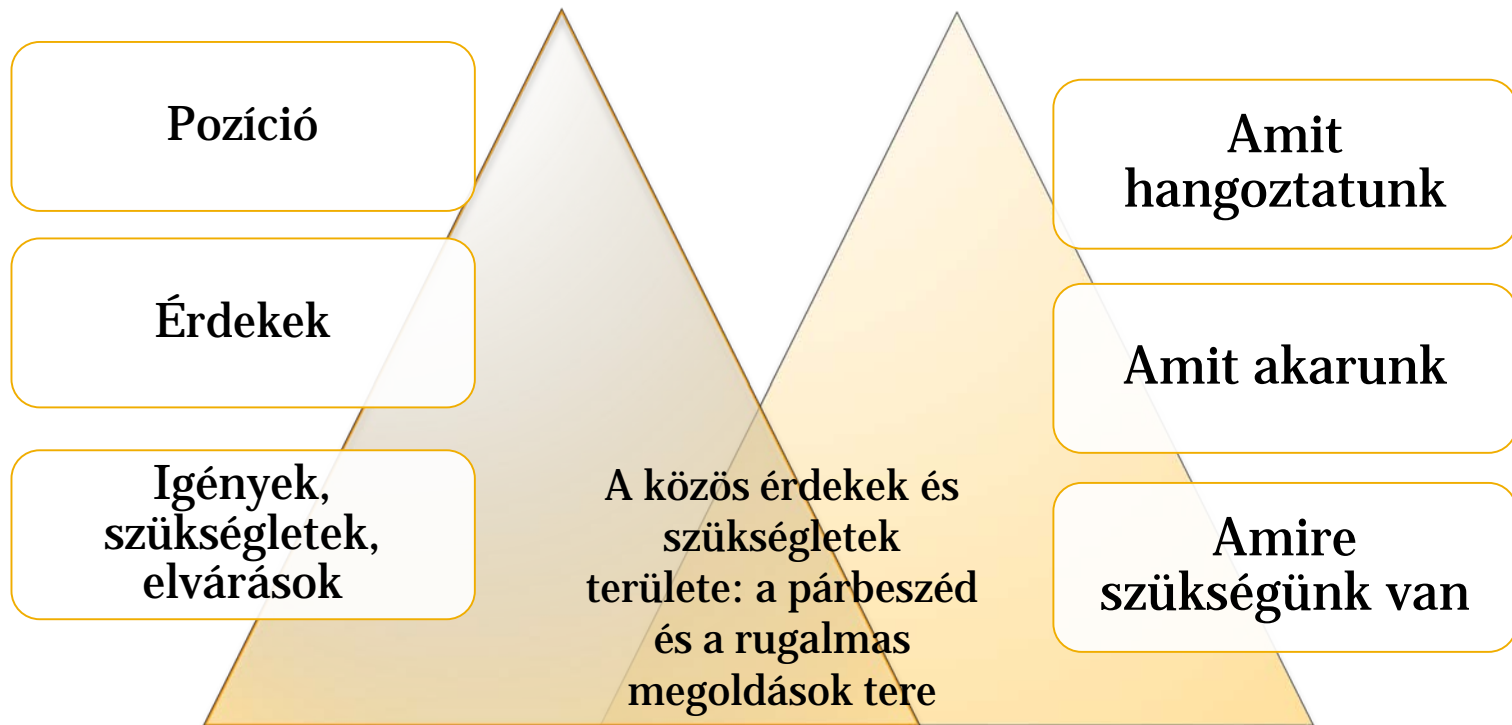 Pozíció
Érdekek
Igények,
szükségletek,
elvárások
A közös érdekek és
szükségletek
területe: a párbeszéd
és a rugalmas
megoldások tere
Amit
hangoztatunk
Amit akarunk
Amire
szükségünk van